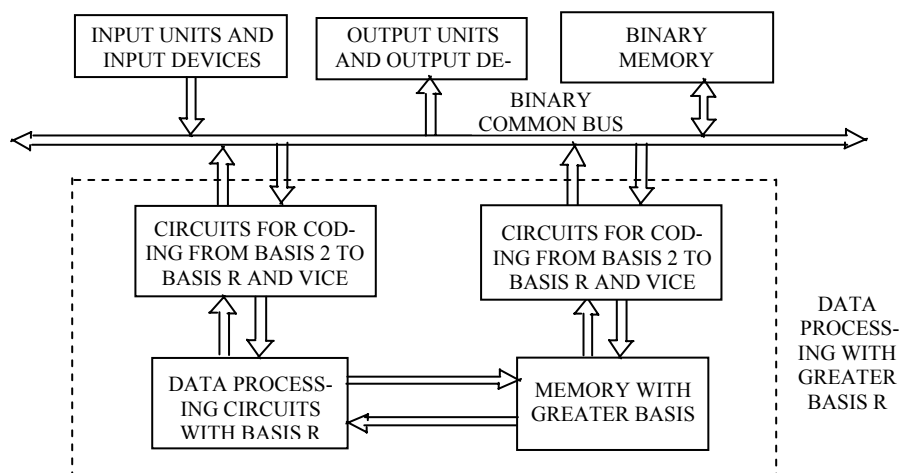 INPUT UNITS AND
INPUT DEVICES
OUTPUT UNITS
AND OUTPUT DE-
BINARY
MEMORY
BINARY
COMMON BUS
CIRCUITS FOR COD-
ING FROM BASIS 2 TO
BASIS R AND VICE
CIRCUITS FOR COD-
ING FROM BASIS 2 TO
BASIS R AND VICE
DATA
PROCESS-
ING WITH
GREATER
BASIS R
DATA PROCESS-
ING CIRCUITS
WITH BASIS R
MEMORY WITH
GREATER BASIS